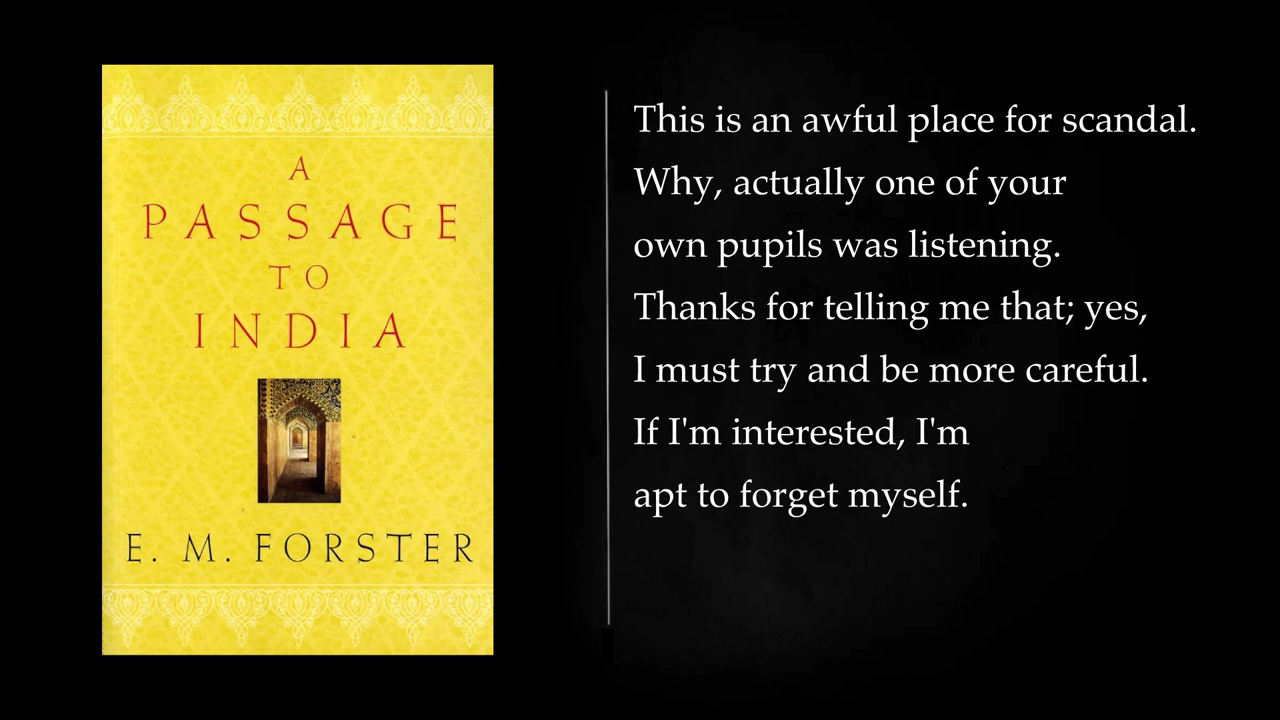 A
PASSAGE
TO
INDIA
E. M. FORSTER
This is an awful place for scandal.
Why, actually one of your
own pupils was listening.
Thanks for telling me that; yes,
I must try and be more careful.
If I'm interested, I'm
apt to forget myself.